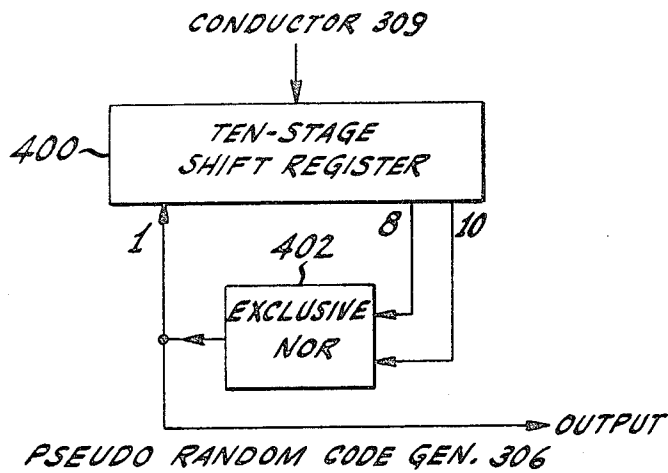 CONDUCTOR 309
TEN-STAGE
SHIFT REGISTER
400
1
8
10
402
EXCLUSIVE
NOR
OUTPUT
PSEUDO RANDOM CODE GEN. 306